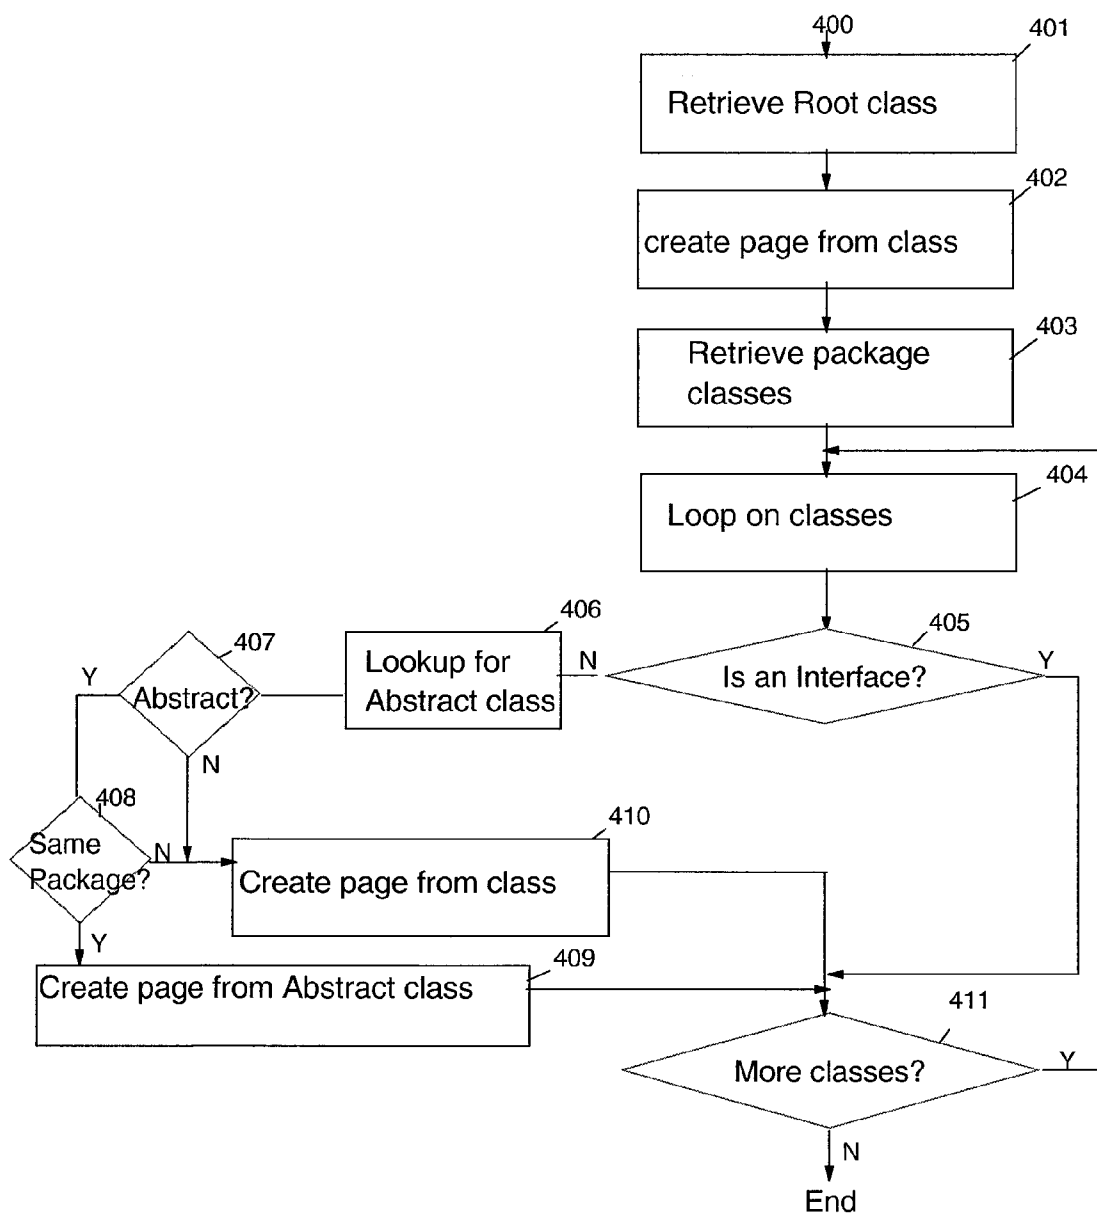 400
401
Retrieve Root class
402
create page from class
403
Retrieve package
classes
404
Loop on classes
405
Is an Interface?
Y
N
406
Lookup for
Abstract class
407
Abstract?
Y
N
408
Same
Package?
N
Y
410
Create page from class
409
Create page from Abstract class
411
More classes?
Y
N
End